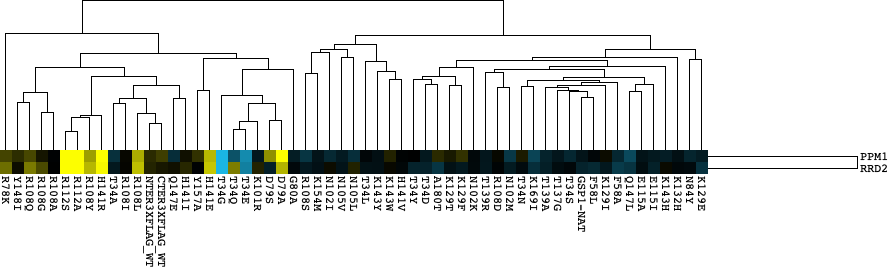 PPM1
RRD2
R78K
Y148I
R108Q
R108G
R108A
R112S
R112A
R108Y
H141R
T34A
R108I
R108L
NTER3XFLAG_WT
CTER3XFLAG_WT
Q147E
H141I
Y157A
H141E
T34G
T34Q
T34E
K101R
D79S
D79A
G80A
R108S
K154M
N102I
N105V
N105L
T34L
K143Y
K143W
H141V
T34Y
T34D
A180T
K129T
K129F
N102K
T139R
R108D
N102M
T34N
K169I
T139A
T137G
T34S
GSP1-NAT
F58L
K129I
F58A
Q147L
E115A
E115I
K143H
K132H
N84Y
K129E